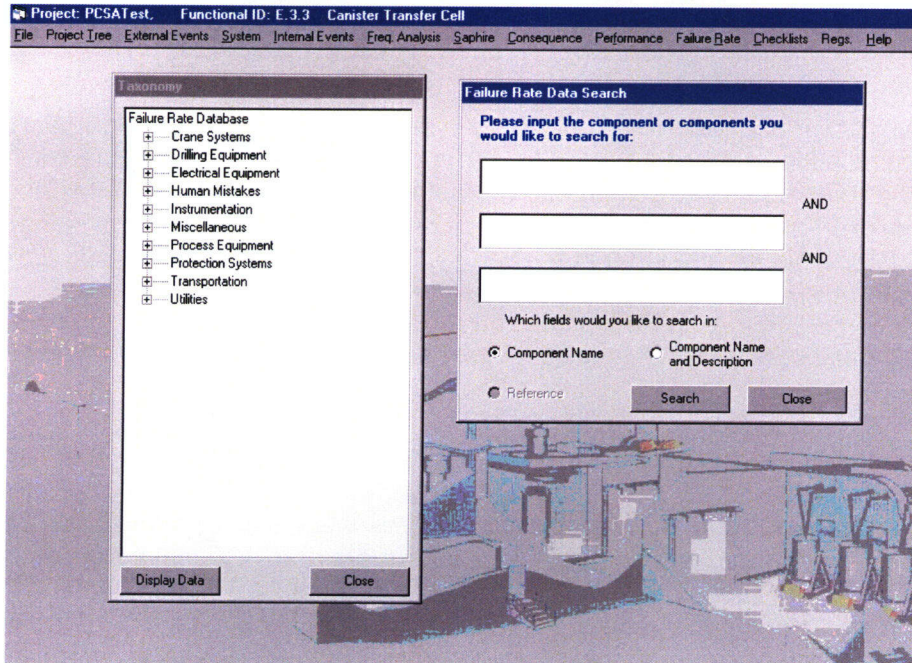 Project: PCSATest, Functional ID: E.3.3 Canister Transfer Cell
File Project Tree External Events System Internal Events Freq. Analysis Saphire Consequence Performance Failure Rate Checklists Regs. Help
Taxonomy
Failure Rate Database
Crane Systems
Drilling Equipment
Electrical Equipment
Human Mistakes
Instrumentation
Miscellaneous
Process Equipment
Protection Systems
Transportation
Utilities
Display Data Close
Failure Rate Data Search
Please input the component or components you
would like to search for:
AND
AND
Which fields would you like to search in:
Component Name
Component Name
and Description
Reference
Search Close